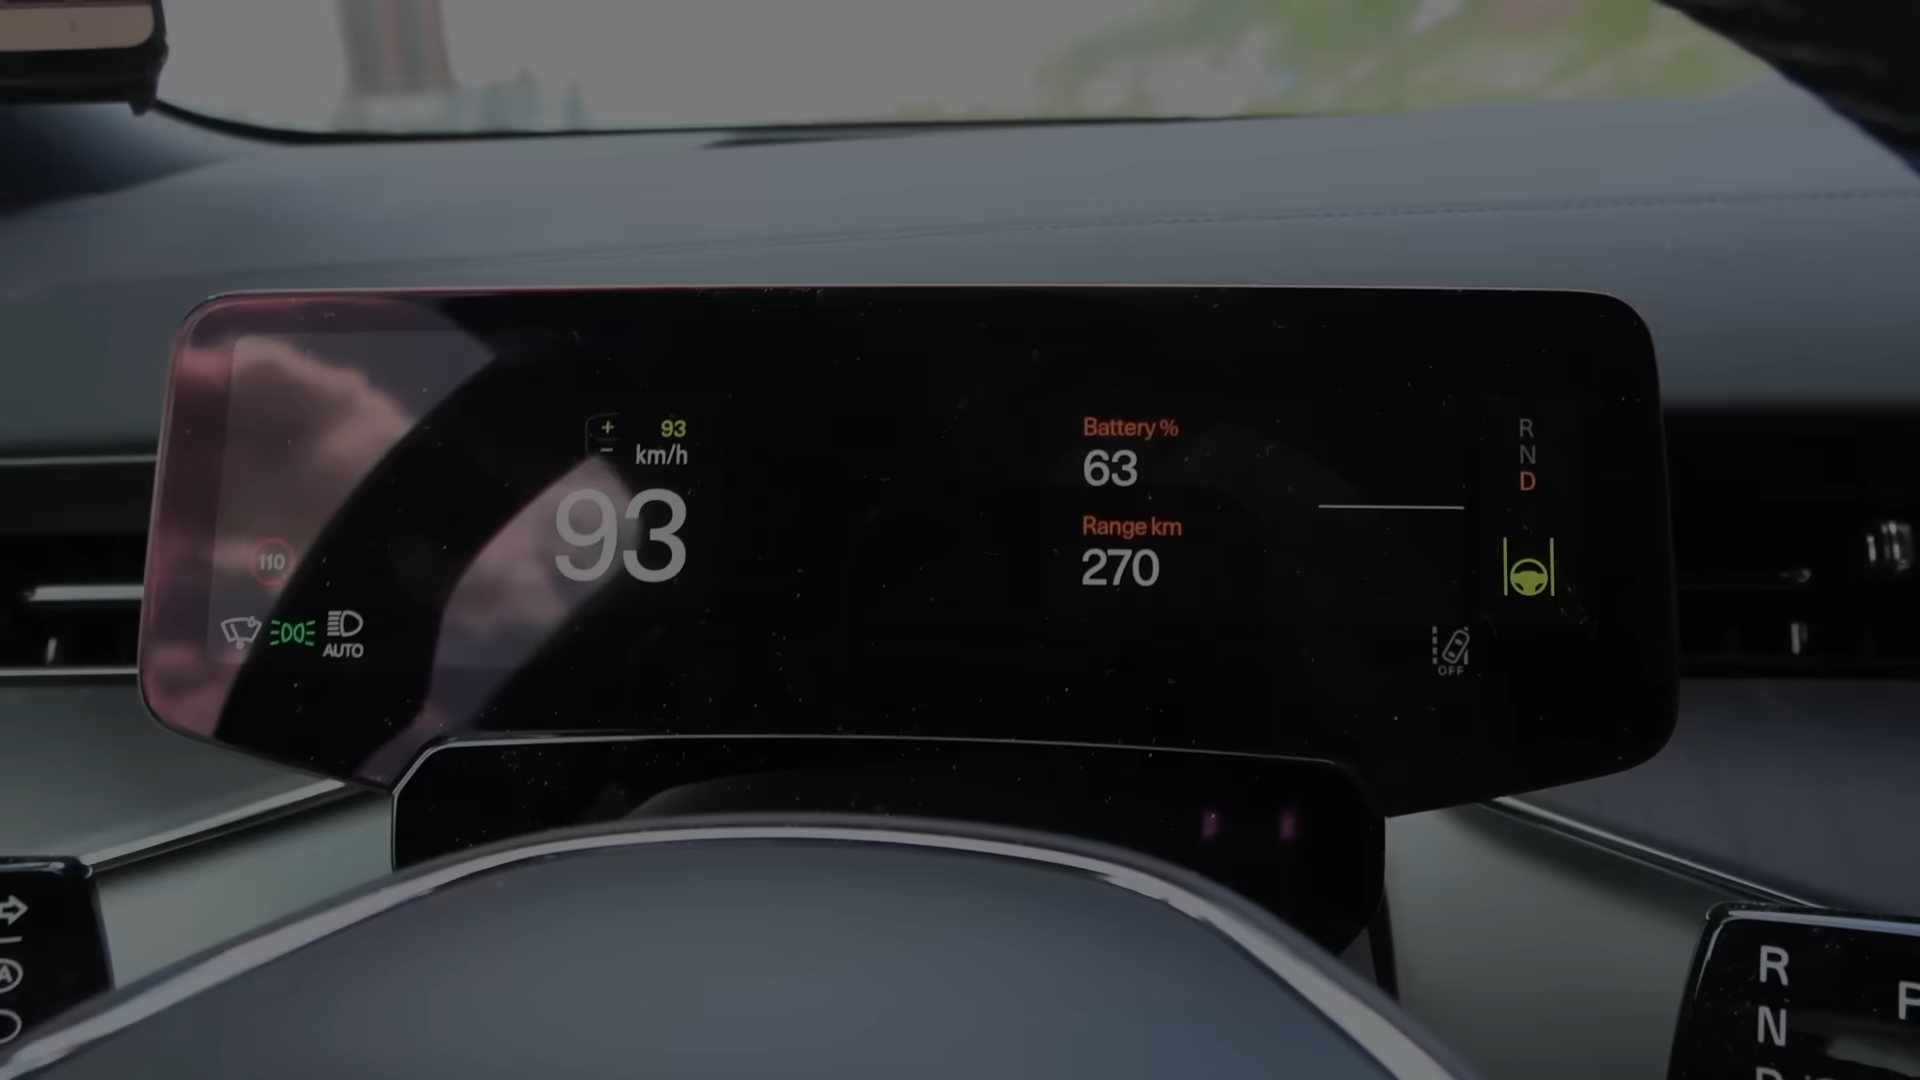 + 93
− km/h
93
110
AUTO
Battery %
63
Range km
270
R
N
D
OFF
A
R
N
P